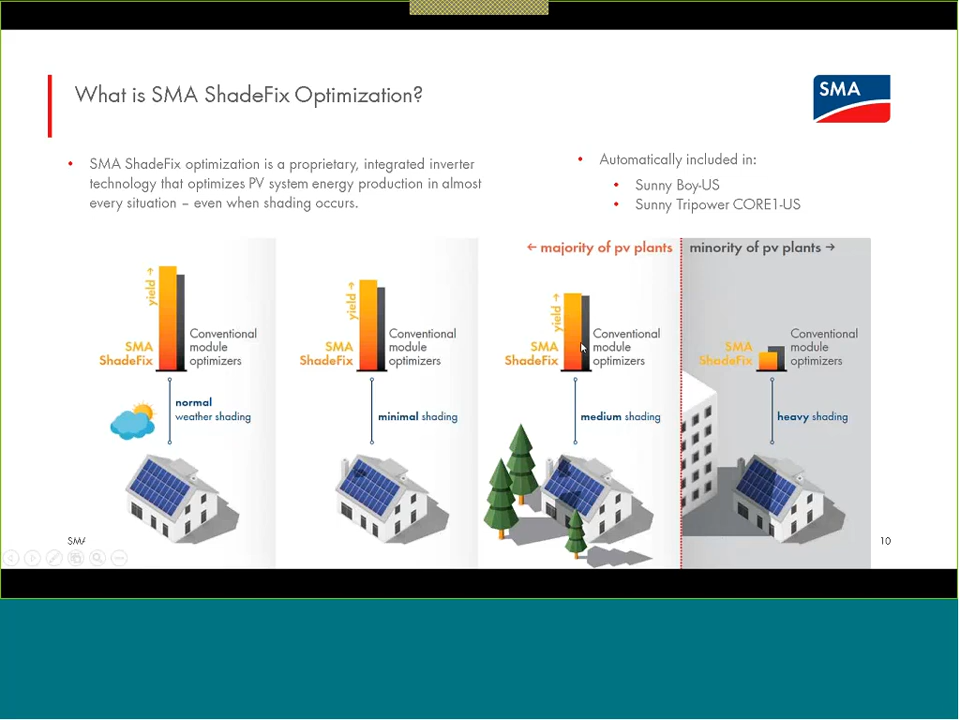 What is SMA ShadeFix Optimization?
SMA
• SMA ShadeFix optimization is a proprietary, integrated inverter
technology that optimizes PV system energy production in almost
every situation – even when shading occurs.
• Automatically included in:
• Sunny Boy-US
• Sunny Tripower CORE1-US
← majority of pv plants
minority of pv plants →
yield →
SMA
ShadeFix
Conventional
module
optimizers
normal
weather shading
yield →
SMA
ShadeFix
Conventional
module
optimizers
minimal shading
yield →
SMA
ShadeFix
Conventional
module
optimizers
medium shading
SMA
ShadeFix
Conventional
module
optimizers
heavy shading
SMA
10